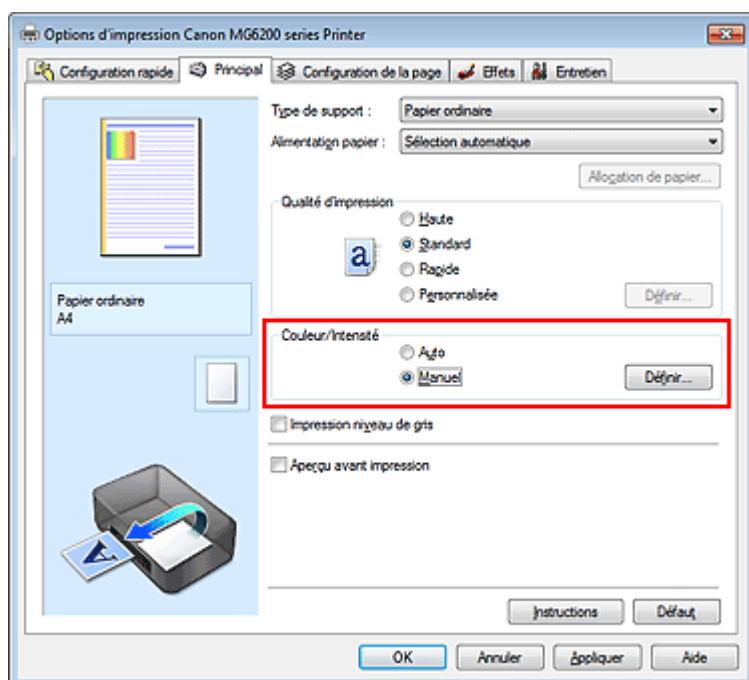 Options d'impression Canon MG6200 series Printer
Configuration rapide Principal Configuration de la page Effets Entretien
Type de support : Papier ordinaire
Alimentation papier : Sélection automatique
Allocation de papier...
Qualité d'impression
Haute
a
Standard
Rapide
Personnalisée Définir...
Papier ordinaire
A4
Couleur/Intensité
Auto
Manuel Définir...
Impression niveau de gris
Aperçu avant impression
A
Instructions Défaut
OK Annuler Appliquer Aide